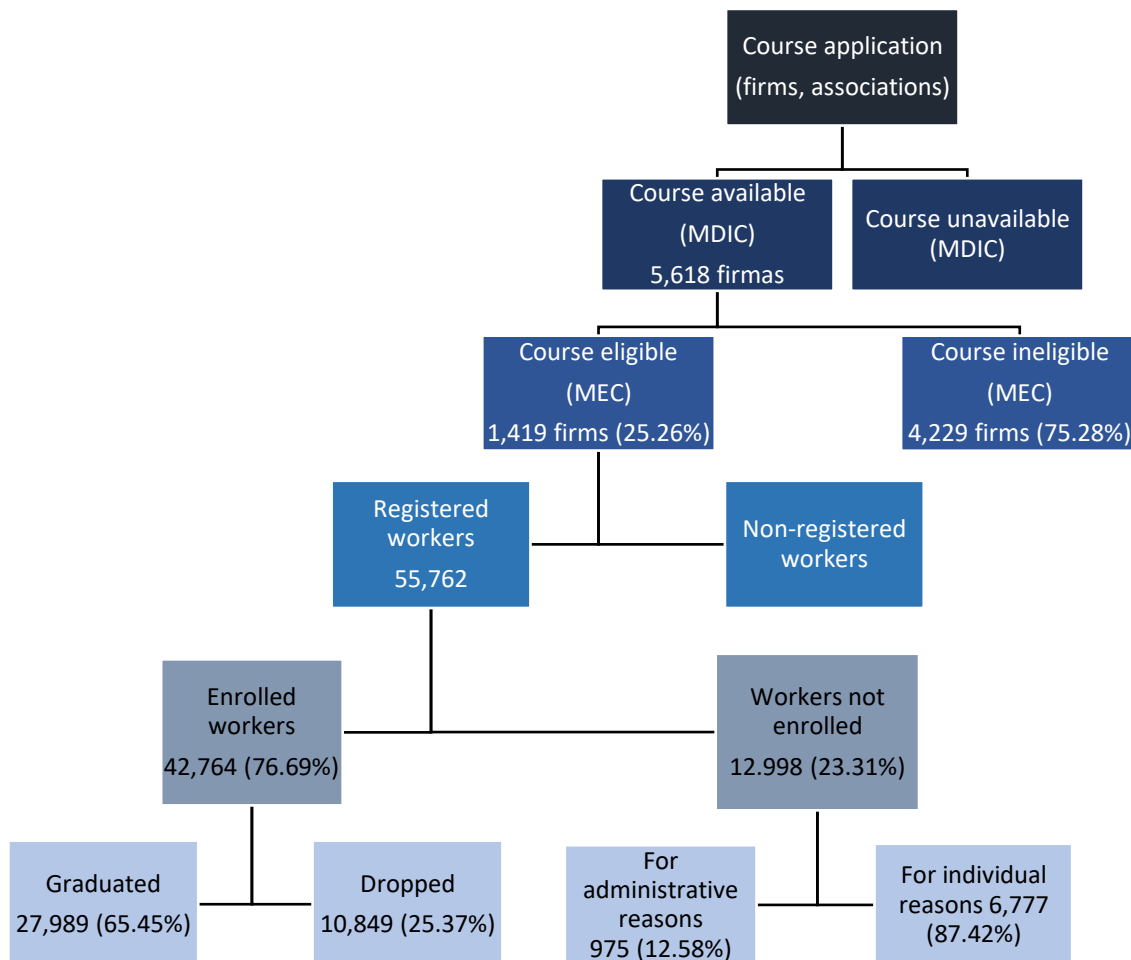 Course application
(firms, associations)
Course available
(MDIC)
5,618 firmas
Course unavailable
(MDIC)
Course eligible
(MEC)
1,419 firms (25.26%)
Course ineligible
(MEC)
4,229 firms (75.28%)
Registered
workers
55,762
Non-registered
workers
Enrolled
workers
42,764 (76.69%)
Workers not
enrolled
12.998 (23.31%)
Graduated
27,989 (65.45%)
Dropped
10,849 (25.37%)
For
administrative
reasons
975 (12.58%)
For individual
reasons 6,777
(87.42%)